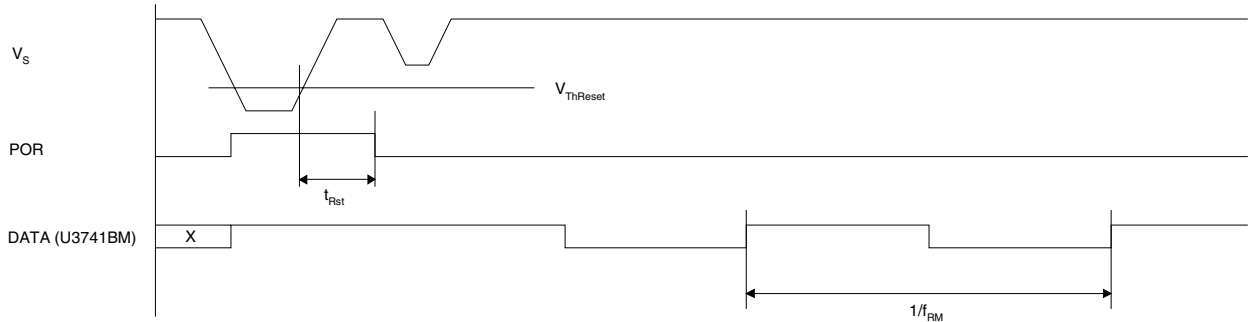 V_S
V_ThReset
POR
t_Rst
DATA (U3741BM)
X
1/f_RM